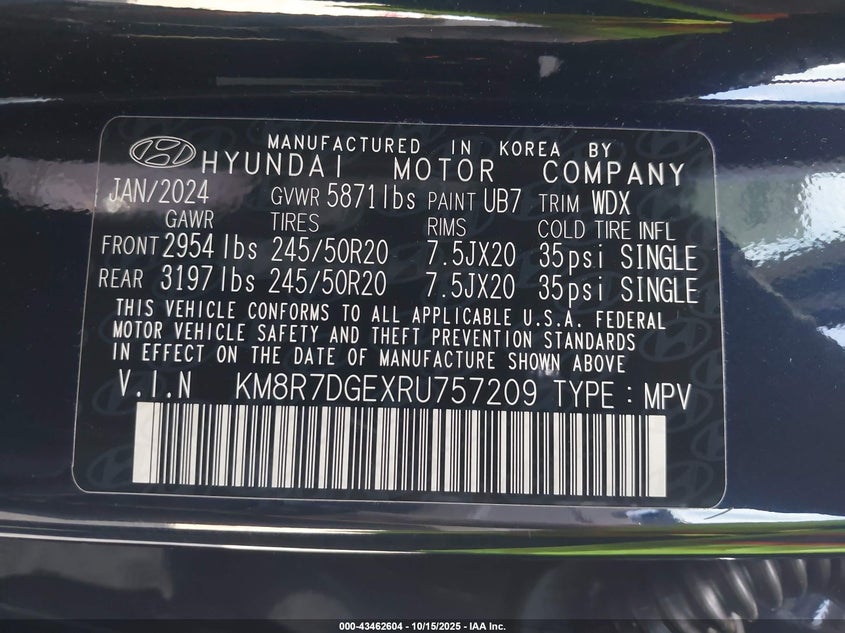 MANUFACTURED IN KOREA BY
HYUNDAI MOTOR COMPANY
JAN/2024 GVWR 5871lbs PAINT UB7 TRIM WDX
GAWR TIRES RIMS COLD TIRE INFL
FRONT 2954lbs 245/50R20 7.5JX20 35psi SINGLE
REAR 3197lbs 245/50R20 7.5JX20 35psi SINGLE
THIS VEHICLE CONFORMS TO ALL APPLICABLE U.S.A. FEDERAL
MOTOR VEHICLE SAFETY AND THEFT PREVENTION STANDARDS
IN EFFECT ON THE DATE OF MANUFACTURE SHOWN ABOVE
V.I.N KM8R7DGEXRU757209 TYPE : MPV
000-43462604 - 10/15/2025 - IAA Inc.